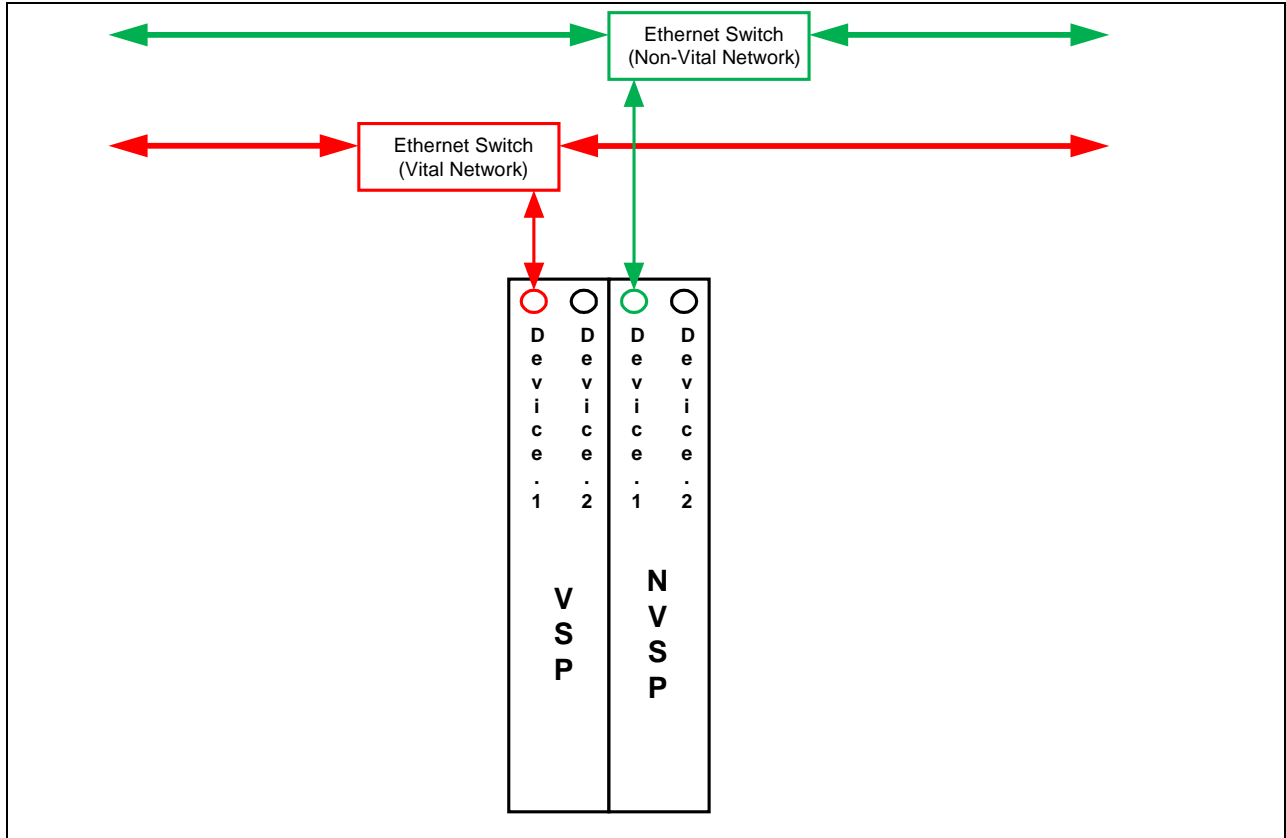 Ethernet Switch
(Non-Vital Network)
Ethernet Switch
(Vital Network)
Device.1
Device.2
Device.1
Device.2
VSP
NVSP